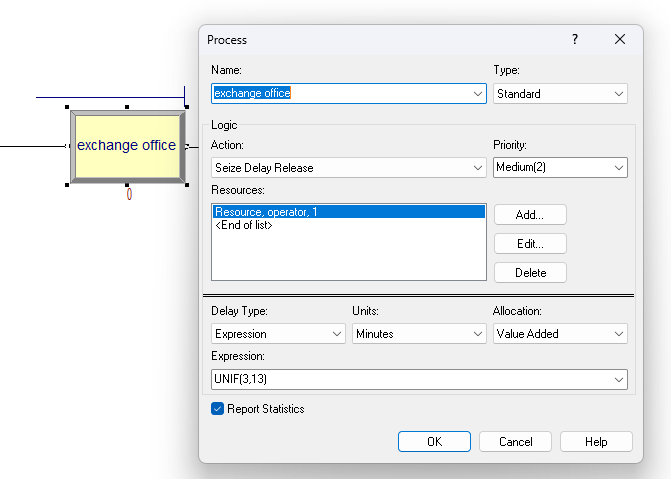 Process
?
Name:
Type:
exchange office
Standard
Logic
Action:
Priority:
Seize Delay Release
Medium(2)
Resources:
Resource, operator, 1
<End of list>
Add...
Edit...
Delete
Delay Type:
Units:
Allocation:
Expression
Minutes
Value Added
Expression:
UNIF(3,13)
Report Statistics
OK
Cancel
Help
exchange office
0